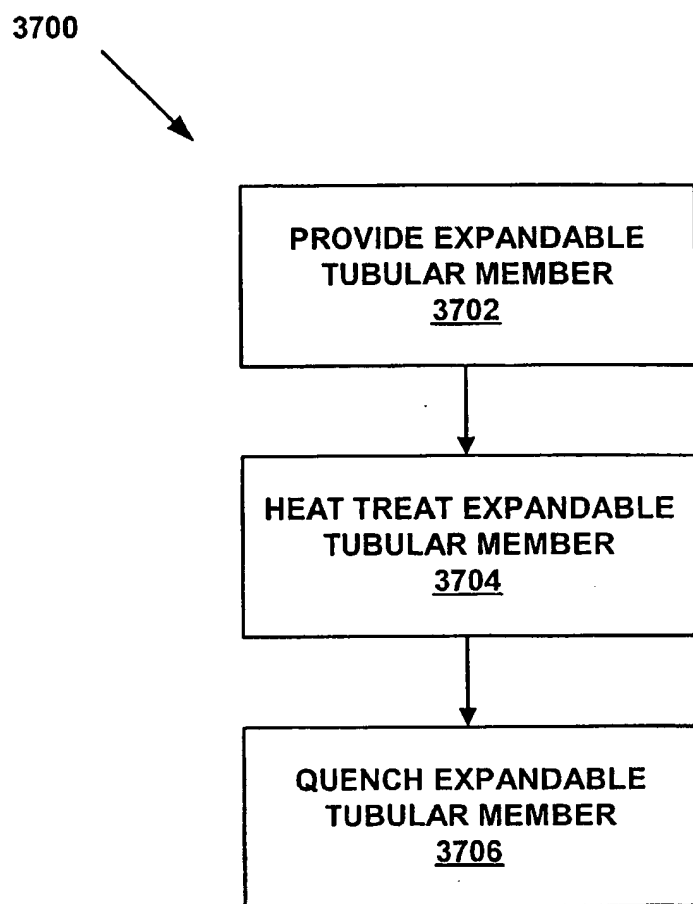 3700
PROVIDE EXPANDABLE
TUBULAR MEMBER
3702
HEAT TREAT EXPANDABLE
TUBULAR MEMBER
3704
QUENCH EXPANDABLE
TUBULAR MEMBER
3706